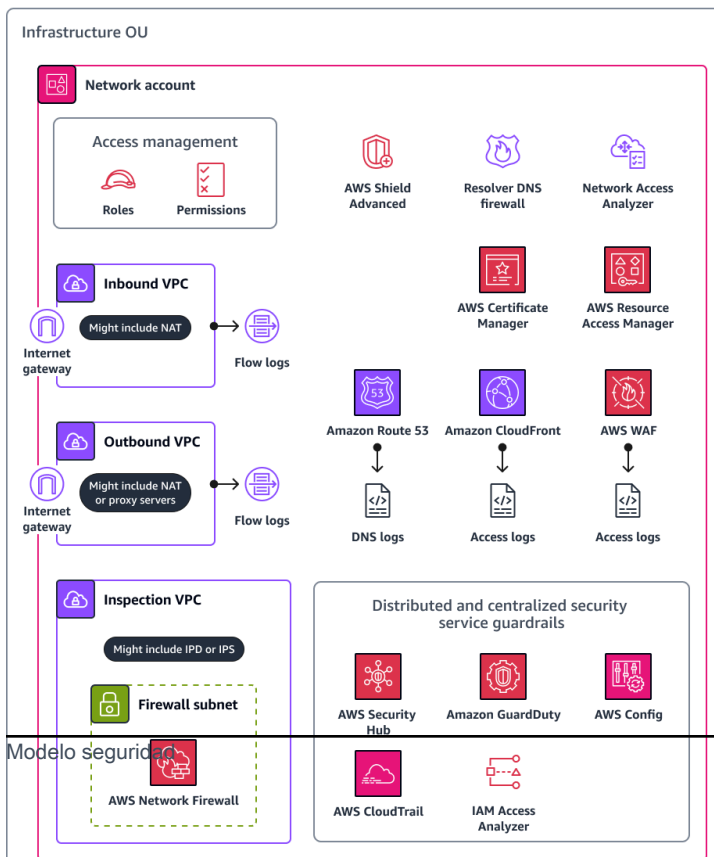 Infrastructure OU
Network account
Access management
Roles
Permissions
AWS Shield
Advanced
Resolver DNS
firewall
Network Access
Analyzer
Inbound VPC
Might include NAT
Internet
gateway
Flow logs
AWS Certificate
Manager
AWS Resource
Access Manager
Outbound VPC
Might include NAT
or proxy servers
Internet
gateway
Flow logs
53
Amazon Route 53
Amazon CloudFront
AWS WAF
DNS logs
Access logs
Access logs
Inspection VPC
Might include IPD or IPS
Firewall subnet
AWS Network Firewall
Distributed and centralized security
service guardrails
AWS Security
Hub
Amazon GuardDuty
AWS Config
Modelo seguridad
AWS CloudTrail
IAM Access
Analyzer